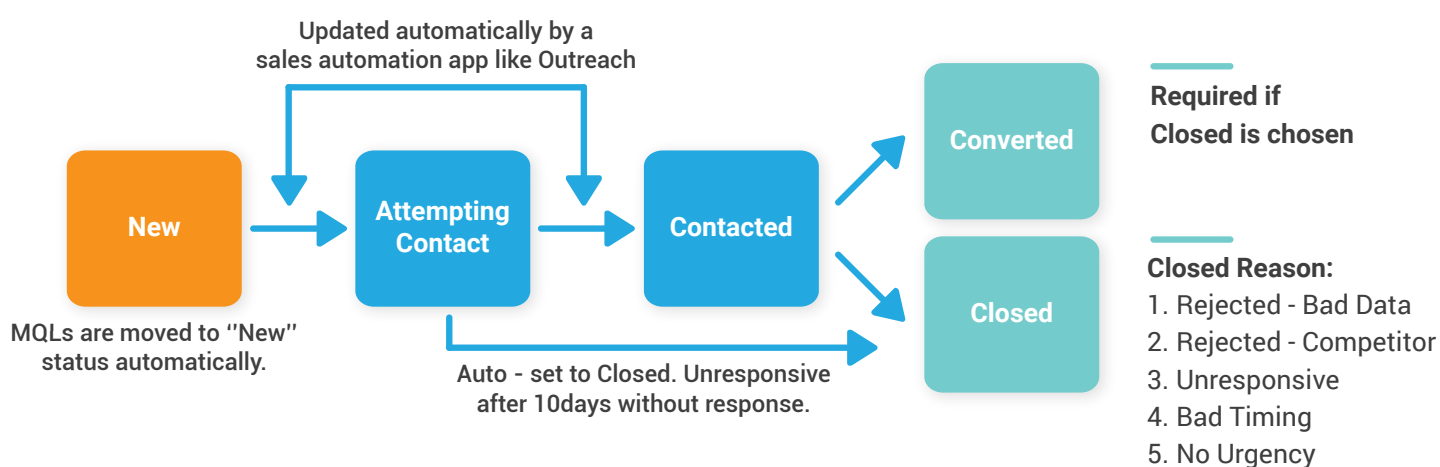 Updated automatically by a
sales automation app like Outreach
New
MQLs are moved to ‘‘New’’
status automatically.
Attempting
Contact
Contacted
Auto - set to Closed. Unresponsive
after 10days without response.
Converted
Closed
Required if
Closed is chosen
Closed Reason:
1. Rejected - Bad Data
2. Rejected - Competitor
3. Unresponsive
4. Bad Timing
5. No Urgency